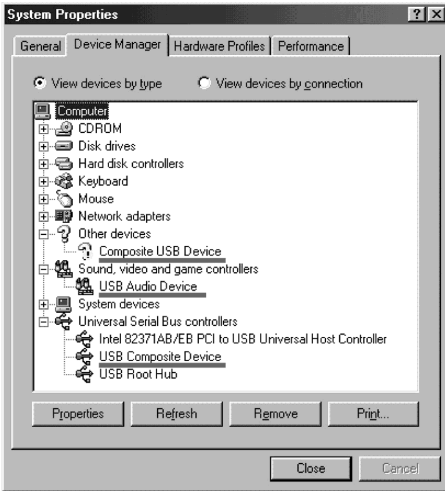 System Properties
General Device Manager Hardware Profiles Performance
View devices by type View devices by connection
Computer
CDROM
Disk drives
Hard disk controllers
Keyboard
Mouse
Network adapters
Other devices
Composite USB Device
Sound, video and game controllers
USB Audio Device
System devices
Universal Serial Bus controllers
Intel 82371AB/EB PCI to USB Universal Host Controller
USB Composite Device
USB Root Hub
Properties Refresh Remove Print...
Close Cancel